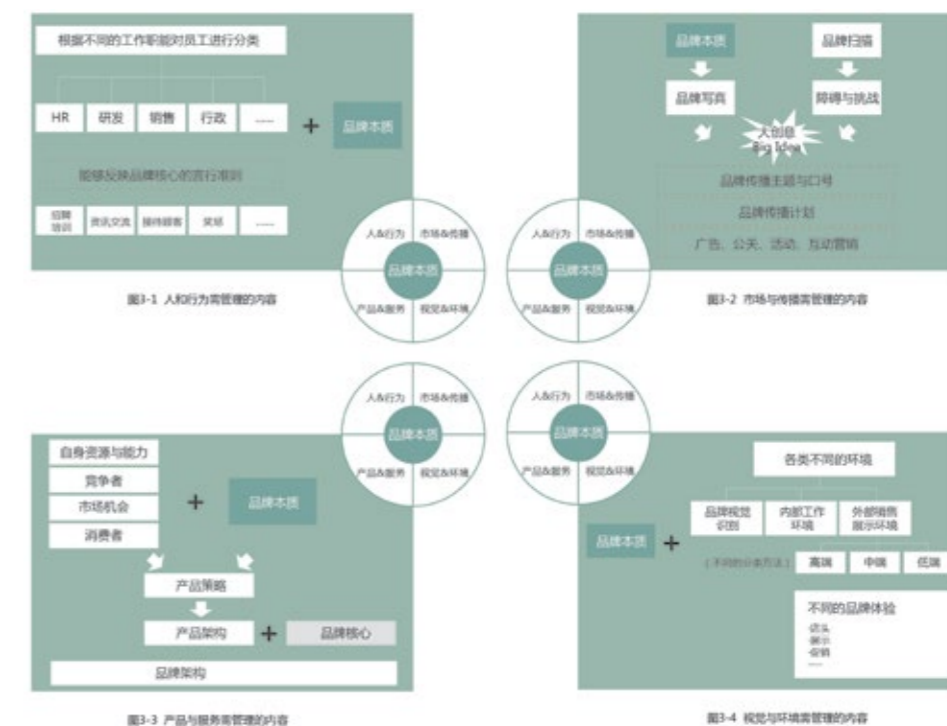 根据不同的工作职能对员工进行分类
HR 研发 销售 行政 ......
+ 品牌本质
能够反映品牌核心的言行准则
招聘
培训
资讯交流 接待顾客 奖惩 ......
人&行为 市场&传播
品牌本质
产品&服务 视觉&环境
图3-1 人和行为需管理的内容
品牌本质 品牌扫描
品牌写真 障碍与挑战
大创意
Big Idea
品牌传播主题与口号
品牌传播计划
广告、公关、活动、互动营销
人&行为 市场&传播
品牌本质
产品&服务 视觉&环境
图3-2 市场与传播需管理的内容
人&行为 市场&传播
品牌本质
产品&服务 视觉&环境
自身资源与能力
竞争者
市场机会
消费者
+ 品牌本质
产品策略
产品架构 + 品牌核心
品牌架构
图3-3 产品与服务需管理的内容
人&行为 市场&传播
品牌本质
产品&服务 视觉&环境
各类不同的环境
品牌本质 +
品牌视觉
识别
内部工作
环境
外部销售
展示环境
(不同的分类方法) 高端 中端 低端
不同的品牌体验
·店头
·展示
·促销
......
图3-4 视觉与环境需管理的内容